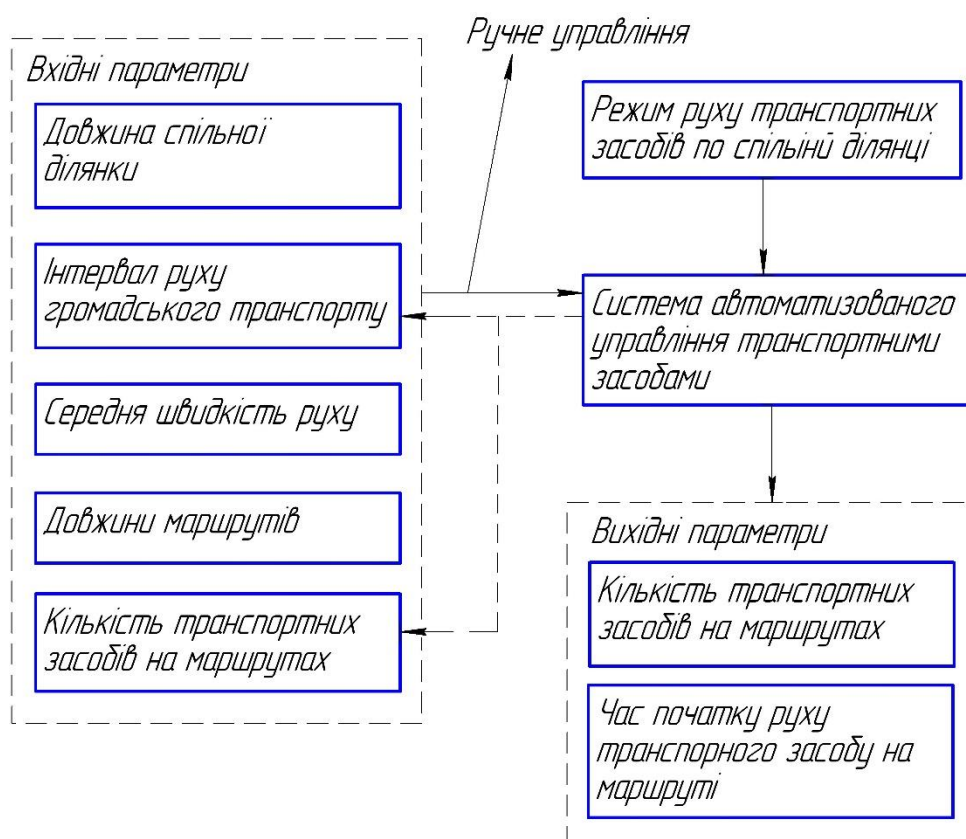 Ручне управління
Вхідні параметри
Довжина спільної
ділянки
Інтервал руху
громадського транспорту
Середня швидкість руху
Довжини маршрутів
Кількість транспортних
засобів на маршрутах
Режим руху транспортних
засобів по спільінй ділянці
Система автоматизованого
управління транспортними
засобами
Вихідні параметри
Кількість транспортних
засобів на маршрутах
Час початку руху
транспорного засобу на
маршруті